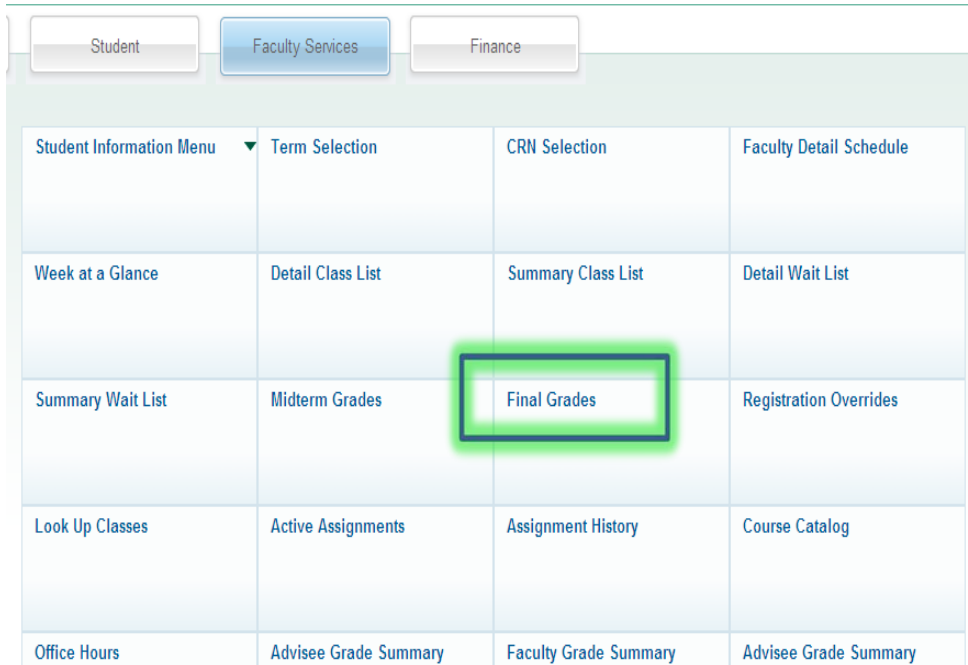 Student Faculty Services Finance
Student Information Menu Term Selection CRN Selection Faculty Detail Schedule
Week at a Glance Detail Class List Summary Class List Detail Wait List
Summary Wait List Midterm Grades Final Grades Registration Overrides
Look Up Classes Active Assignments Assignment History Course Catalog
Office Hours Advisee Grade Summary Faculty Grade Summary Advisee Grade Summary